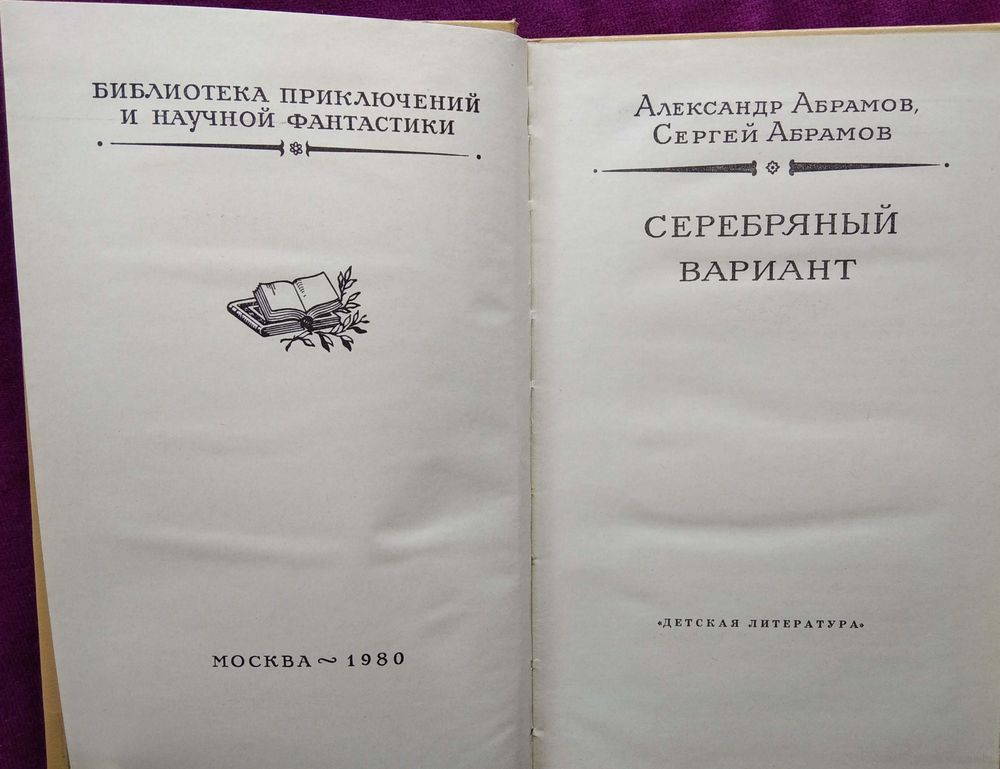 БИБЛИОТЕКА ПРИКЛЮЧЕНИЙ
И НАУЧНОЙ ФАНТАСТИКИ
МОСКВА ~ 1980
АЛЕКСАНДР АБРАМОВ,
СЕРГЕЙ АБРАМОВ
СЕРЕБРЯНЫЙ
ВАРИАНТ
«ДЕТСКАЯ ЛИТЕРАТУРА»